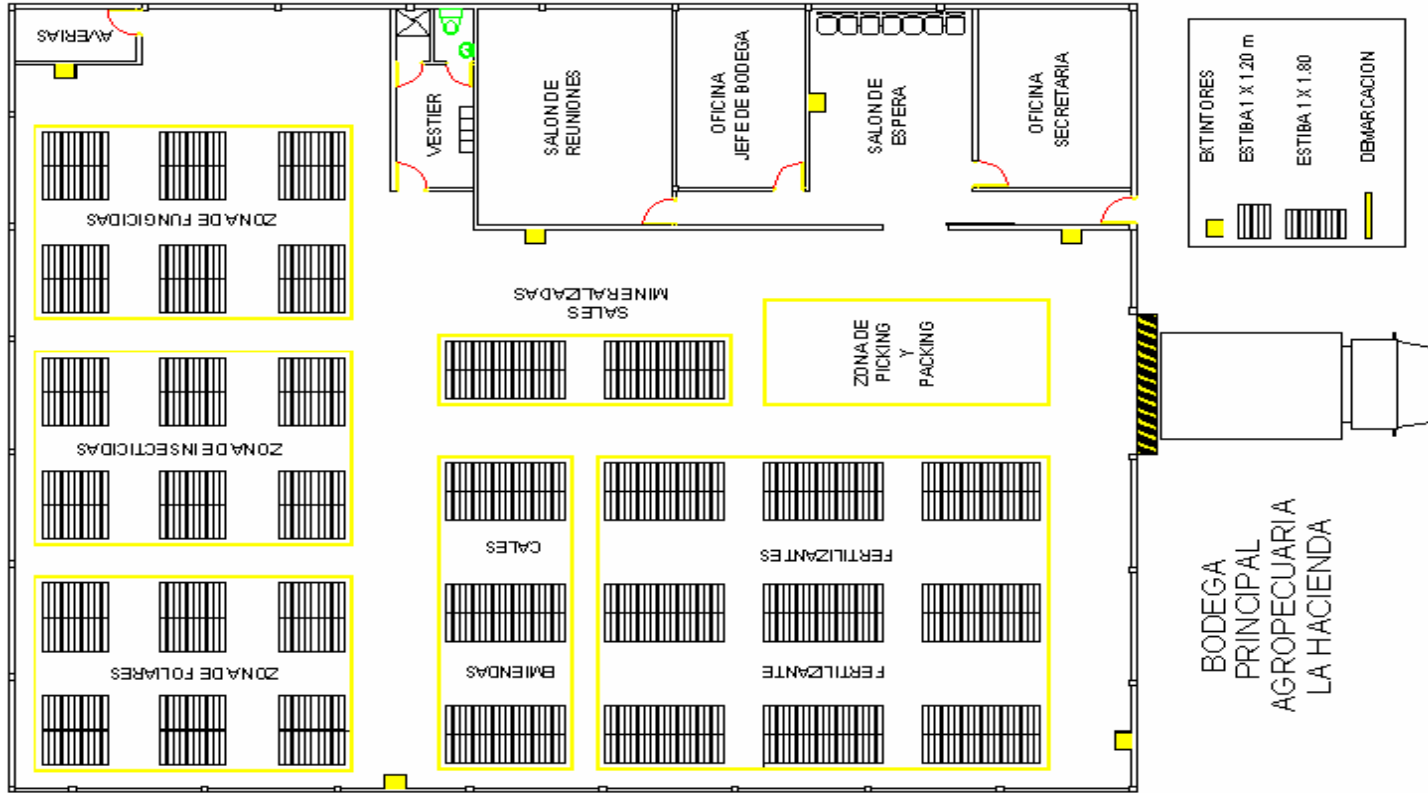 AVERIAS
VESTIER
SALON DE
REUNIONES
OFICINA
JEFE DE BODEGA
SALON DE
ESPERA
OFICINA
SECRETARIA
EXTINTORES
ESTIBA 1 X 1.20 m
ESTIBA 1 X 1.80
DEMARCACION
ZONA DE FUNGICIDAS
ZONA DE INSECTICIDAS
ZONA DE FOLIARES
SALES
MINERALIZADAS
ZONA DE
PICKING
Y
PACKING
CALES
EMIENDAS
FERTILIZANTES
FERTILIZANTE
BODEGA
PRINCIPAL
AGROPECUARIA
LA HACIENDA